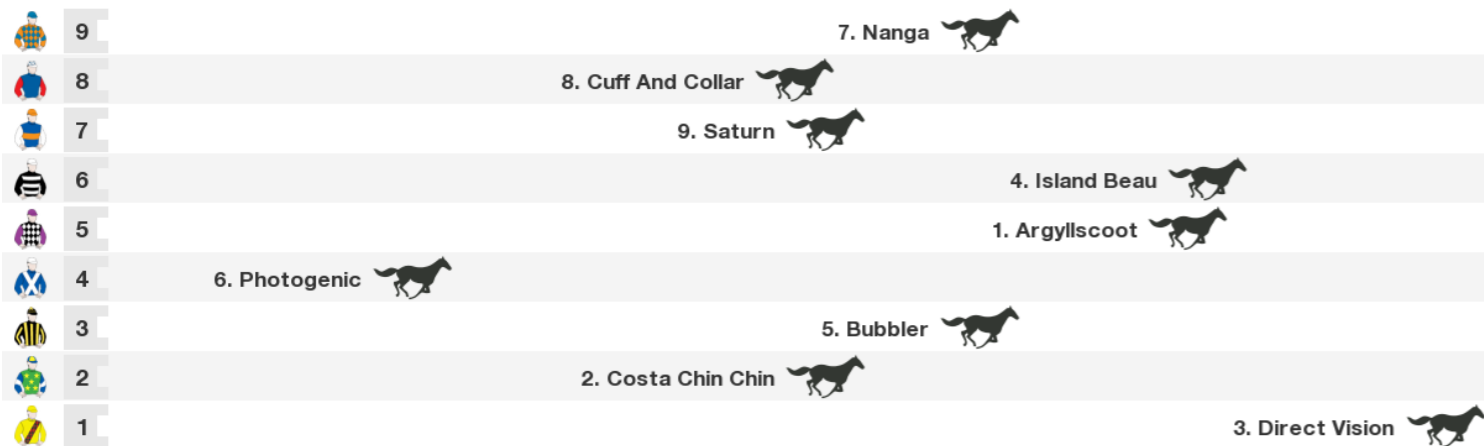 9 7. Nanga
8 8. Cuff And Collar
7 9. Saturn
6 4. Island Beau
5 1. Argyllscoot
4 6. Photogenic
3 5. Bubbler
2 2. Costa Chin Chin
1 3. Direct Vision